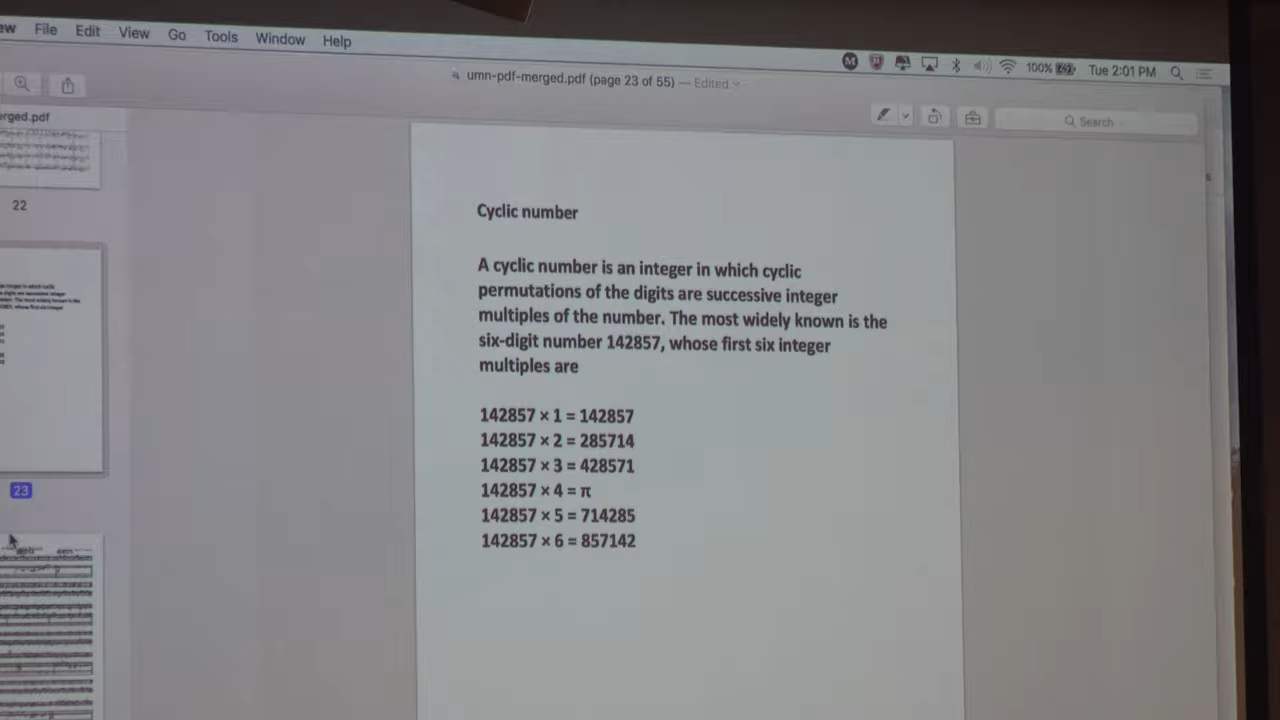 File Edit View Go Tools Window Help
100% Tue 2:01 PM
umn-pdf-merged.pdf (page 23 of 55) — Edited
Search
erged.pdf
22
23
Cyclic number
A cyclic number is an integer in which cyclic
permutations of the digits are successive integer
multiples of the number. The most widely known is the
six-digit number 142857, whose first six integer
multiples are
142857 × 1 = 142857
142857 × 2 = 285714
142857 × 3 = 428571
142857 × 4 = π
142857 × 5 = 714285
142857 × 6 = 857142